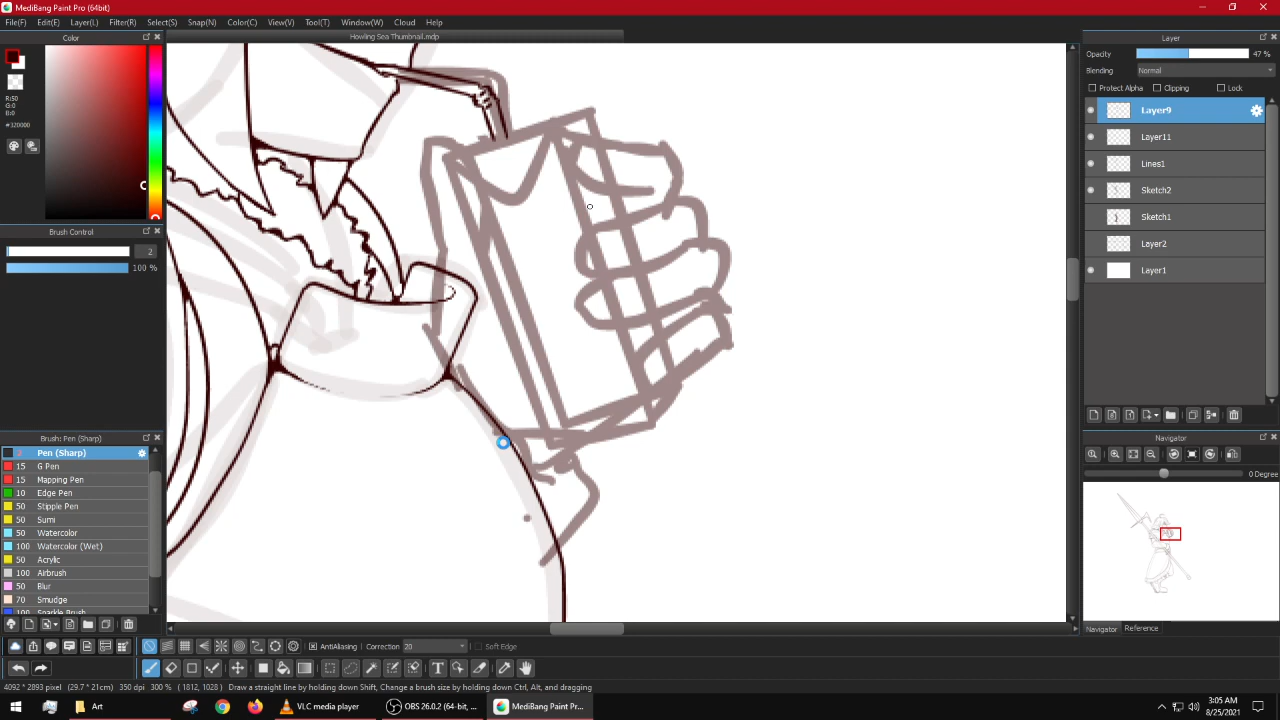 MediBang Paint Pro (64bit)
File(F) Edit(E) Layer(L) Filter(R) Select(S) Snap(N) Color(C) View(V) Tool(T) Window(W) Cloud Help
Color
Howling Sea Thumbnail.mdp
Layer
R:50
G:0
B:0
#320000
Opacity 47 %
Blending Normal
Protect Alpha Clipping Lock
Layer9
Layer11
Lines1
Sketch2
Sketch1
Layer2
Layer1
Brush Control
2
100 %
Brush: Pen (Sharp)
2 Pen (Sharp)
15 G Pen
15 Mapping Pen
10 Edge Pen
50 Stipple Pen
50 Sumi
50 Watercolor
100 Watercolor (Wet)
50 Acrylic
100 Airbrush
50 Blur
70 Smudge
100 Sparkle Brush
Navigator
0 Degree
Navigator Reference
AntiAliasing Correction 20 Soft Edge
4092 * 2893 pixel (29.7 * 21cm) 350 dpi 300 % ( 1812, 1028 ) Draw a straight line by holding down Shift, Change a brush size by holding down Ctrl, Alt, and dragging
Art
VLC media player
OBS 26.0.2 (64-bit, ...
MediBang Paint Pro...
3:05 AM
8/25/2021